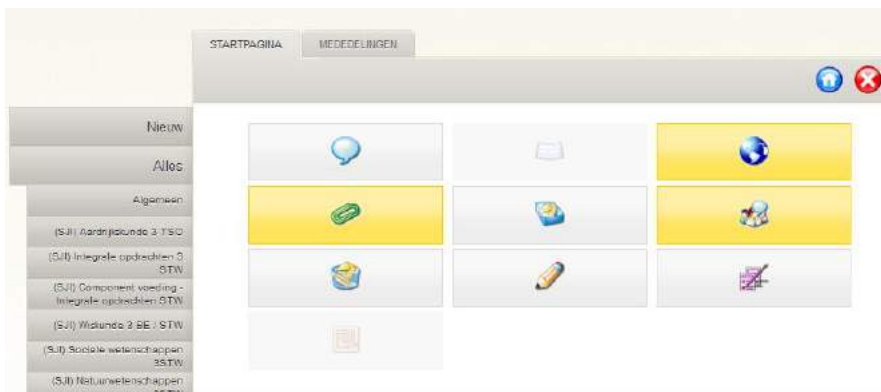 STARTPAGINA
MEDEDELINGEN
Nieuw
Alles
Algemeen
(SJI) Aardrijkskunde 3 TSO
(SJI) Integrale opdrachten 3
STW
(SJI) Component voeding -
Integrale opdrachten STW
(SJI) Wiskunde 3 BE / STW
(SJI) Sociale wetenschappen
3STW
(SJI) Natuurwetenschappen